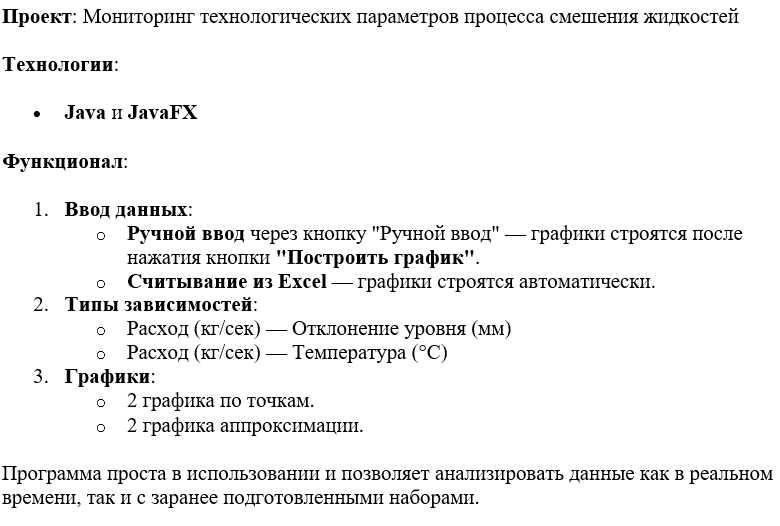 Проект: Мониторинг технологических параметров процесса смешения жидкостей
Технологии:
• Java и JavaFX
Функционал:
1. Ввод данных:
o Ручной ввод через кнопку "Ручной ввод" — графики строятся после
нажатия кнопки "Построить график".
o Считывание из Excel — графики строятся автоматически.
2. Типы зависимостей:
o Расход (кг/сек) — Отклонение уровня (мм)
o Расход (кг/сек) — Температура (°C)
3. Графики:
o 2 графика по точкам.
o 2 графика аппроксимации.
Программа проста в использовании и позволяет анализировать данные как в реальном
времени, так и с заранее подготовленными наборами.